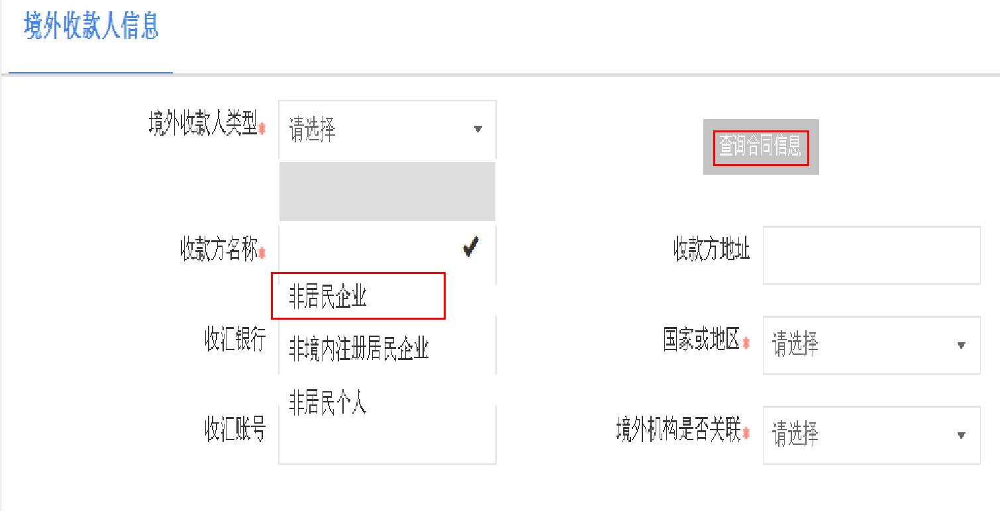 境外收款人信息
境外收款人类型* 请选择
查询合同信息
收款方名称*
收款方地址
非居民企业
收汇银行
非境内注册居民企业
国家或地区* 请选择
非居民个人
收汇账号
境外机构是否关联* 请选择